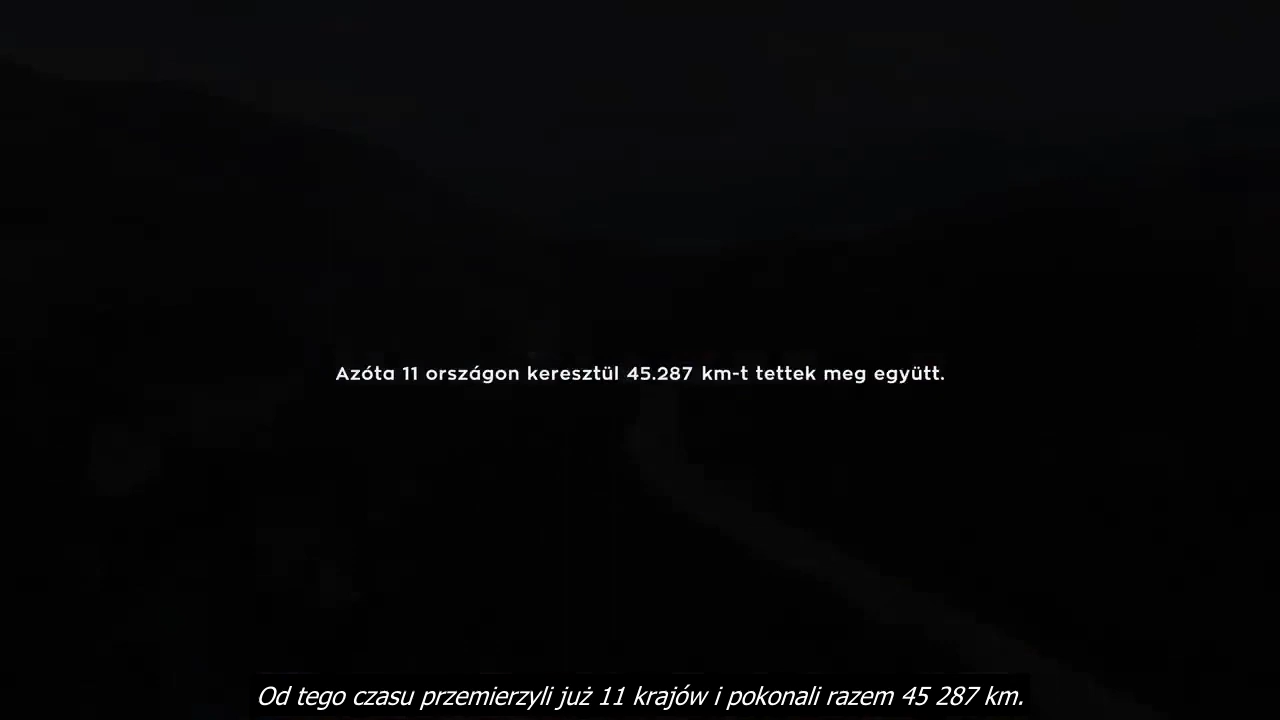 Azóta 11 országon keresztül 45.287 km-t tettek meg együtt.
Od tego czasu przemierzyli już 11 krajów i pokonali razem 45 287 km.